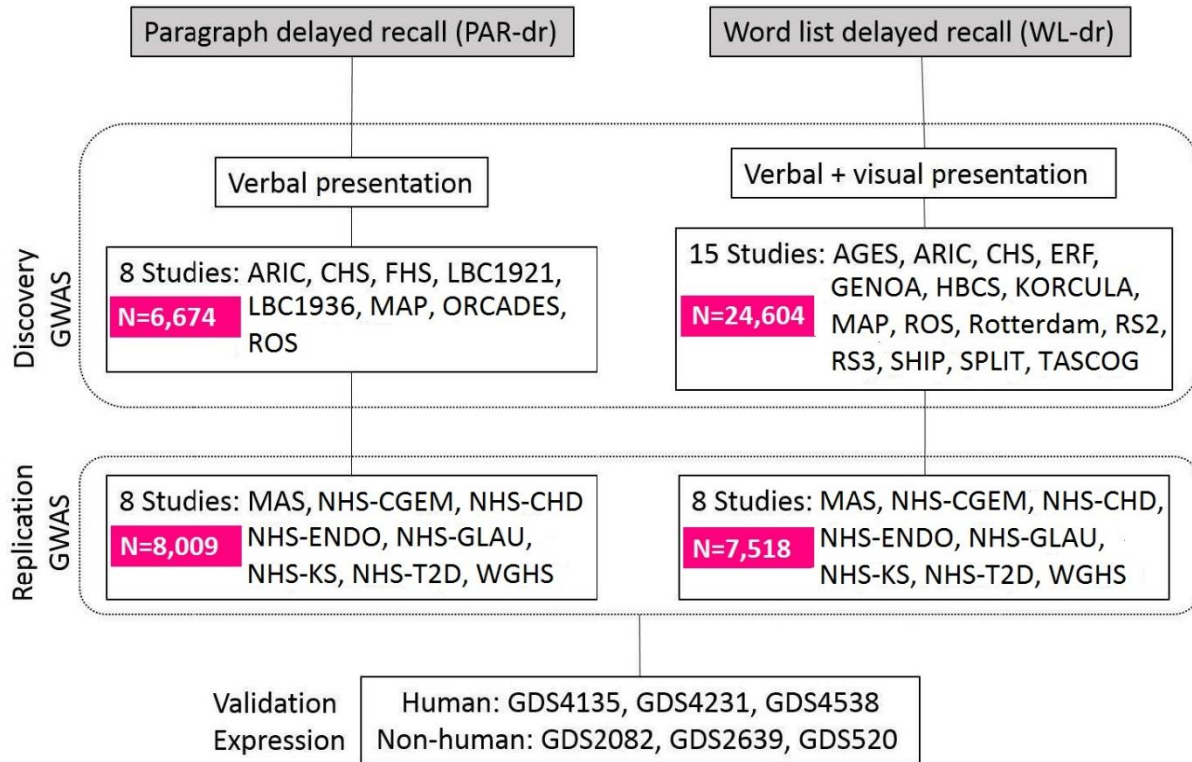 Paragraph delayed recall (PAR-dr)
Word list delayed recall (WL-dr)
Discovery
GWAS
Verbal presentation
8 Studies: ARIC, CHS, FHS, LBC1921,
N=6,674
LBC1936, MAP, ORCADES,
ROS
Verbal + visual presentation
15 Studies: AGES, ARIC, CHS, ERF,
GENOA, HBCS, KORCULA,
N=24,604
MAP, ROS, Rotterdam, RS2,
RS3, SHIP, SPLIT, TASCOG
Replication
GWAS
8 Studies: MAS, NHS-CGEM, NHS-CHD
N=8,009
NHS-ENDO, NHS-GLAU,
NHS-KS, NHS-T2D, WGHS
8 Studies: MAS, NHS-CGEM, NHS-CHD,
N=7,518
NHS-ENDO, NHS-GLAU,
NHS-KS, NHS-T2D, WGHS
Validation
Expression
Human: GDS4135, GDS4231, GDS4538
Non-human: GDS2082, GDS2639, GDS520